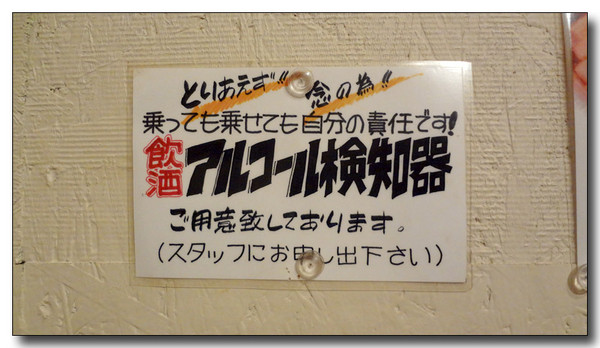 とりあえず!! 念の為!!
乗っても乗せても自分の責任です!
飲酒アルコール検知器
ご用意致しております。
(スタッフにお申し出下さい)